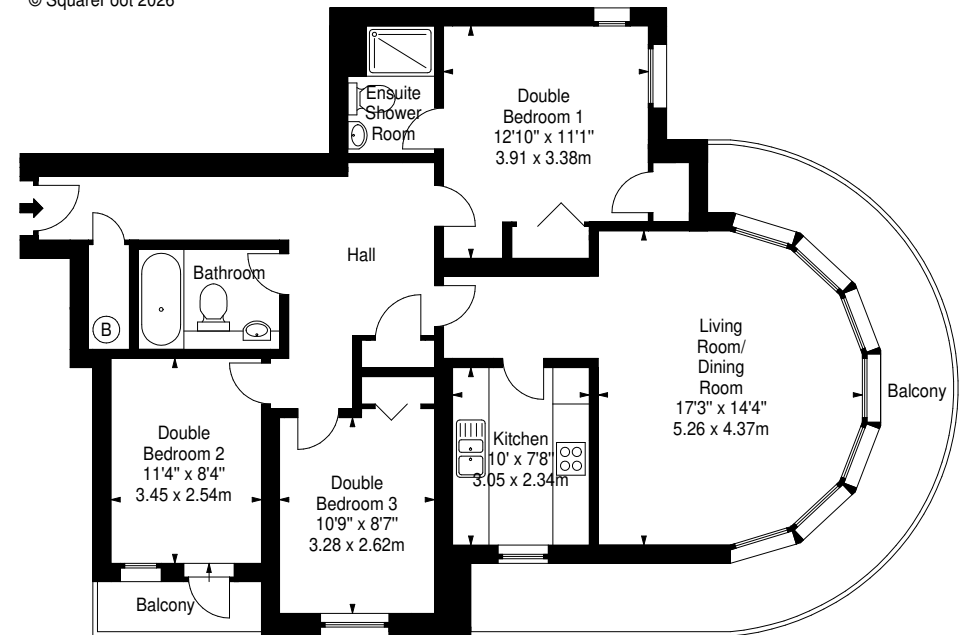 © SquareFoot 2026
Ensuite
Shower
Room
Double
Bedroom 1
12'10" x 11'1"
3.91 x 3.38m
Hall
Bathroom
B
Living
Room/
Dining
Room
17'3" x 14'4"
5.26 x 4.37m
Balcony
Double
Bedroom 2
11'4" x 8'4"
3.45 x 2.54m
Kitchen
10' x 7'8"
3.05 x 2.34m
Double
Bedroom 3
10'9" x 8'7"
3.28 x 2.62m
Balcony